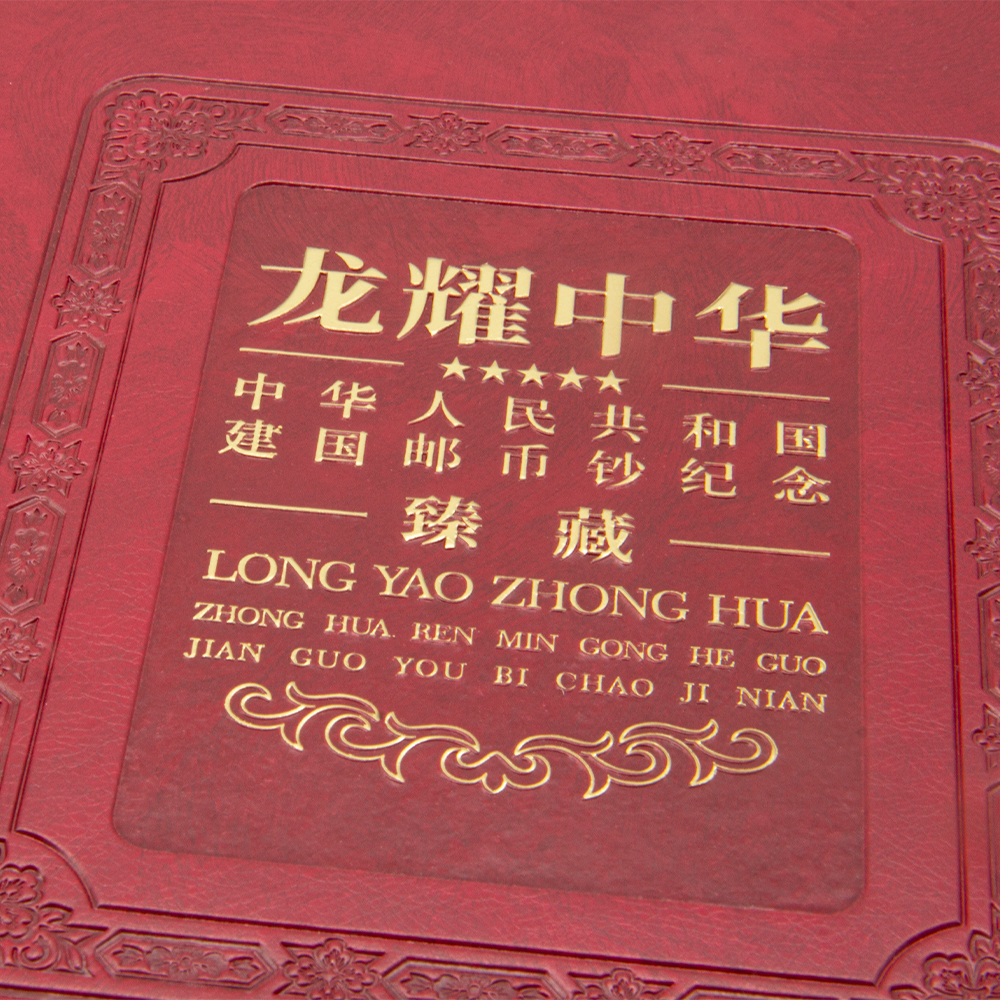 龙耀中华
★★★★★
中华人民共和国
建国邮币钞纪念
臻藏
LONG YAO ZHONG HUA
ZHONG HUA REN MIN GONG HE GUO
JIAN GUO YOU BI CHAO JI NIAN